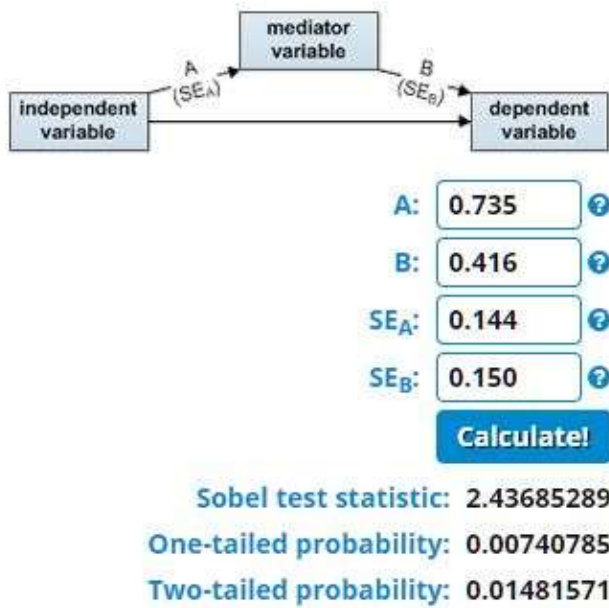 mediator
variable
A
(SEA)
B
(SEB)
independent
variable
dependent
variable
A: 0.735 ?
B: 0.416 ?
SEA: 0.144 ?
SEB: 0.150 ?
Calculate!
Sobel test statistic: 2.43685289
One-tailed probability: 0.00740785
Two-tailed probability: 0.01481571